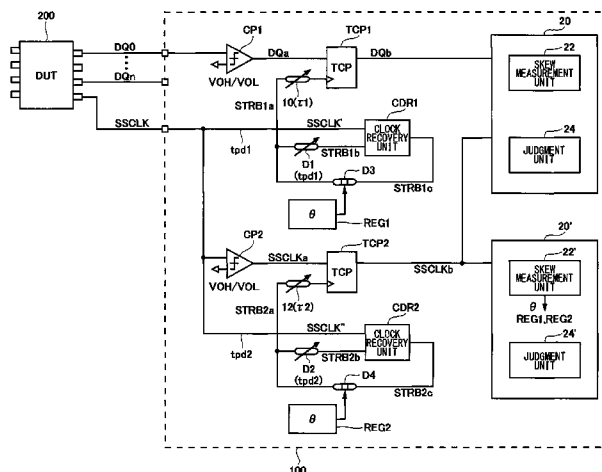 200
DUT
DQ0
DQn
SSCLK
CP1
DQa
VOH/VOL
TCP1
TCP
DQb
STRB1a
10(τ1)
SSCLK'
tpd1
CDR1
CLOCK
RECOVERY
UNIT
STRB1b
D1
(tpd1)
D3
STRB1c
θ
REG1
20
22
SKEW
MEASUREMENT
UNIT
24
JUDGMENT
UNIT
CP2
SSCLKa
VOH/VOL
TCP2
TCP
SSCLKb
STRB2a
12(τ2)
SSCLK"
tpd2
CDR2
CLOCK
RECOVERY
UNIT
STRB2b
D2
(tpd2)
D4
STRB2c
θ
REG2
20'
22'
SKEW
MEASUREMENT
UNIT
θ
REG1,REG2
24'
JUDGMENT
UNIT
100